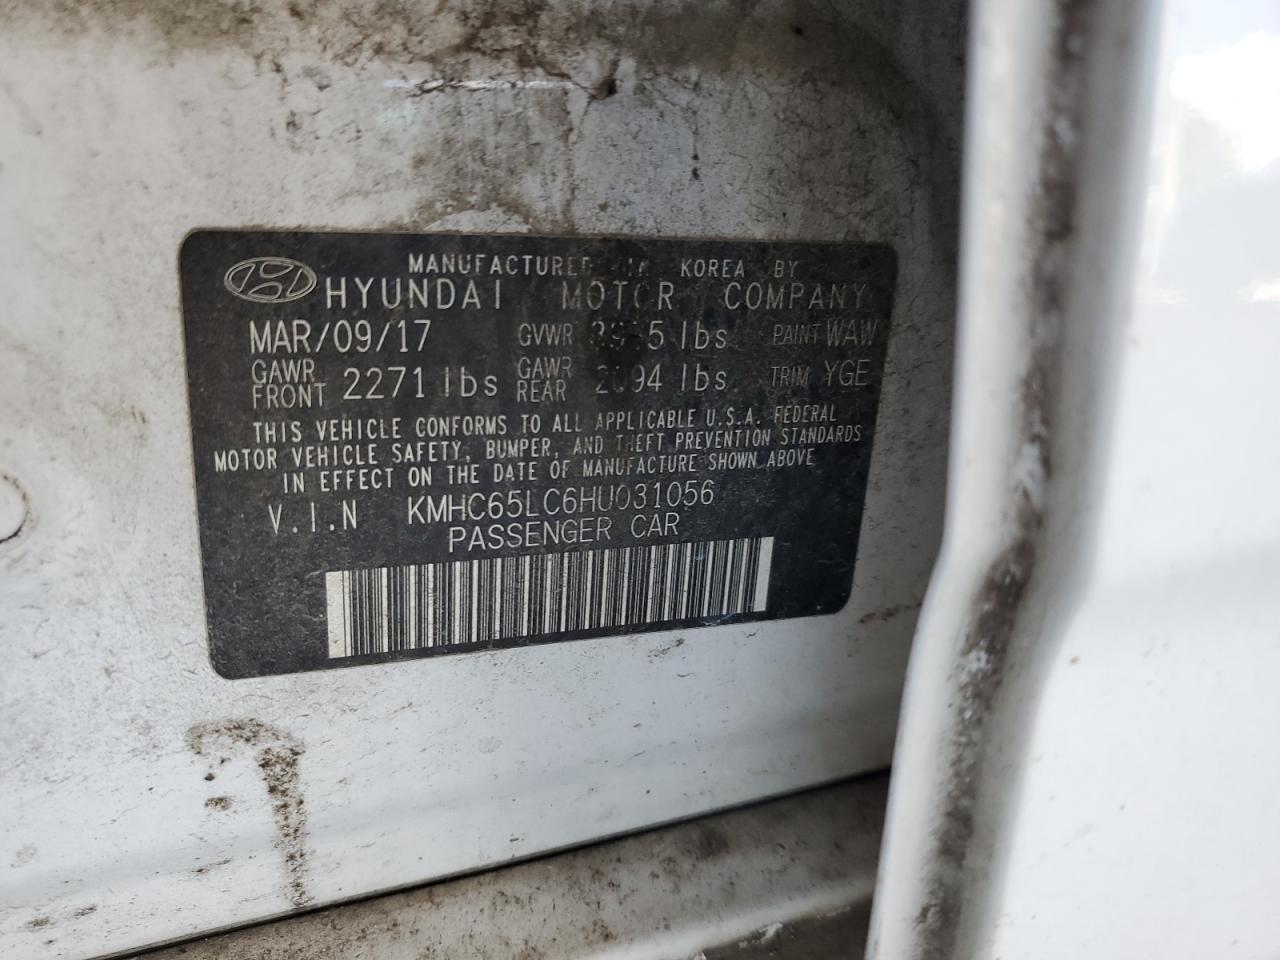 MANUFACTURED IN KOREA BY
HYUNDAI MOTOR COMPANY
MAR/09/17 GVWR lbs PAINT WAW
GAWR FRONT 2271 lbs GAWR REAR lbs TRIM YGE
THIS VEHICLE CONFORMS TO ALL APPLICABLE U.S.A. FEDERAL
MOTOR VEHICLE SAFETY, BUMPER, AND THEFT PREVENTION STANDARDS
IN EFFECT ON THE DATE OF MANUFACTURE SHOWN ABOVE
V.I.N KMHC65LC6HU031056
PASSENGER CAR